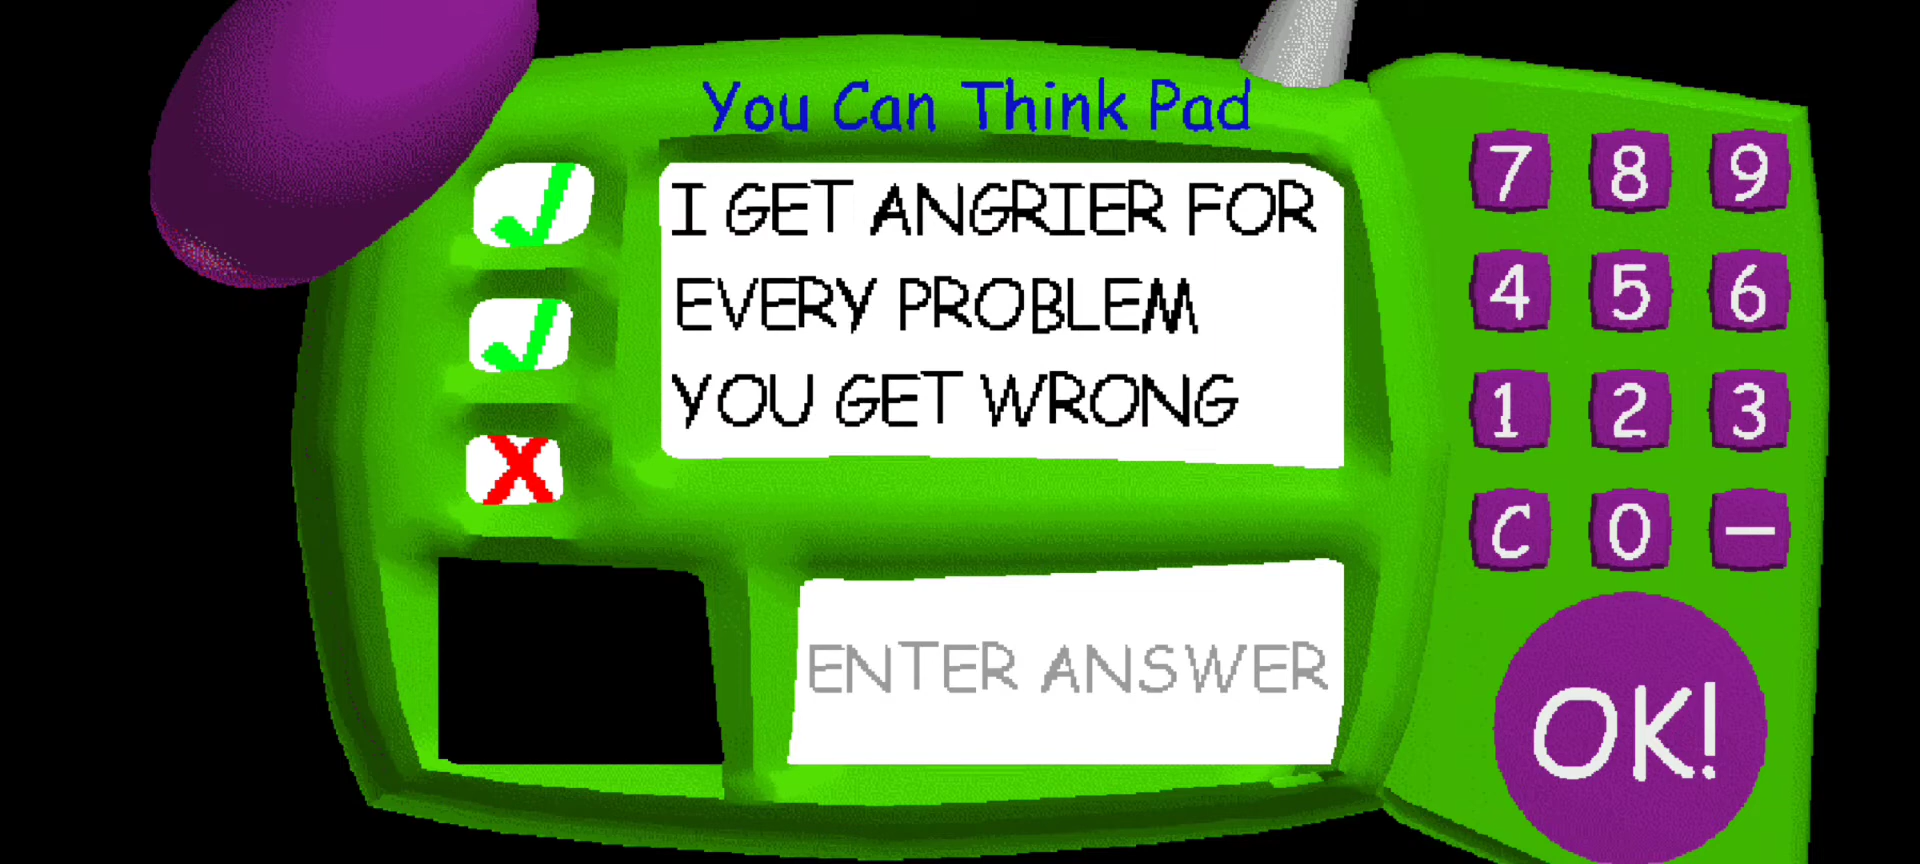 You Can Think Pad
I GET ANGRIER FOR
EVERY PROBLEM
YOU GET WRONG
ENTER ANSWER
7 8 9
4 5 6
1 2 3
C 0 −
OK!